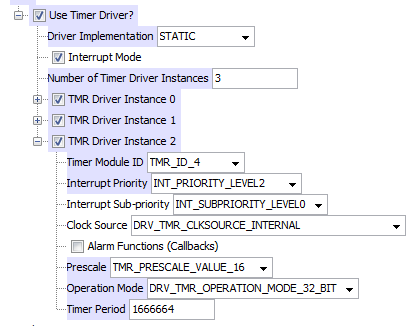 Use Timer Driver?
Driver Implementation STATIC
Interrupt Mode
Number of Timer Driver Instances 3
TMR Driver Instance 0
TMR Driver Instance 1
TMR Driver Instance 2
Timer Module ID TMR_ID_4
Interrupt Priority INT_PRIORITY_LEVEL2
Interrupt Sub-priority INT_SUBPRIORITY_LEVEL0
Clock Source DRV_TMR_CLKSOURCE_INTERNAL
Alarm Functions (Callbacks)
Prescale TMR_PRESCALE_VALUE_16
Operation Mode DRV_TMR_OPERATION_MODE_32_BIT
Timer Period 1666664